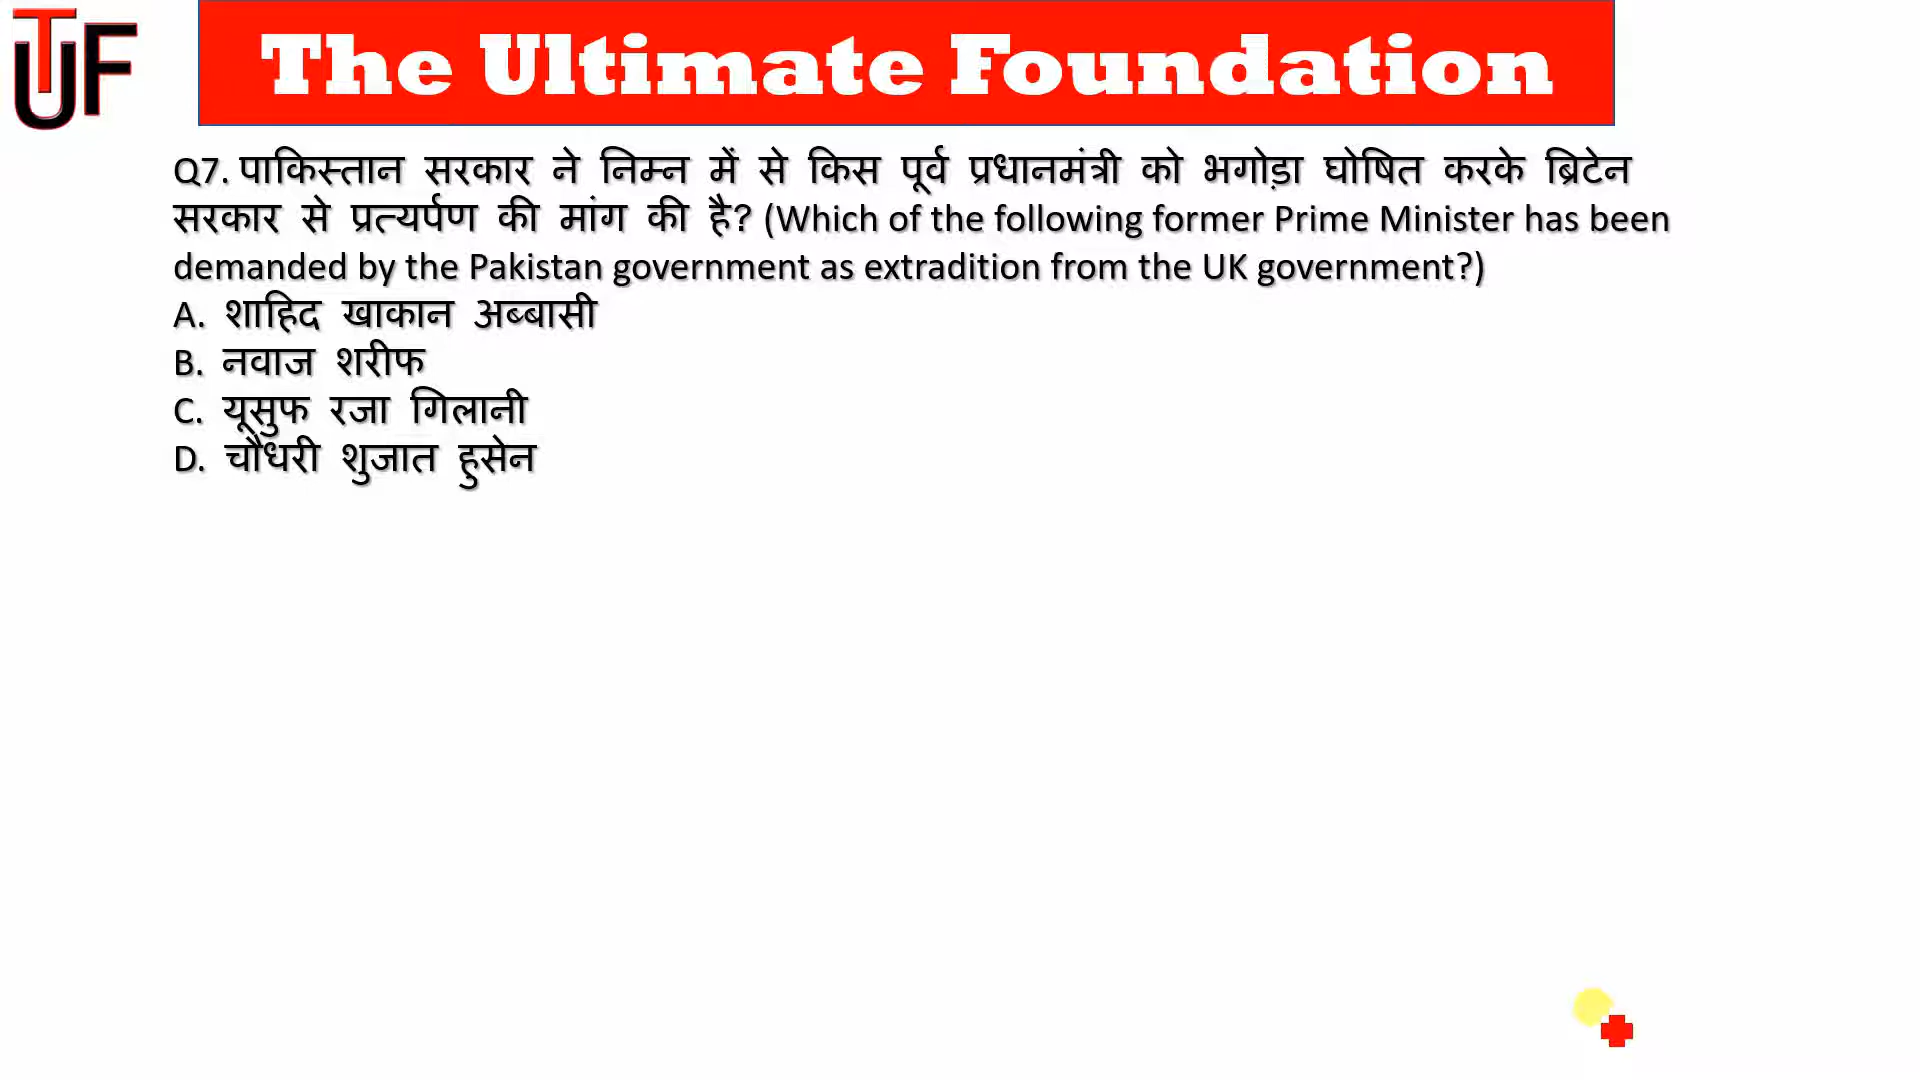 TUF
The Ultimate Foundation
Q7. पाकिस्तान सरकार ने निम्न में से किस पूर्व प्रधानमंत्री को भगोड़ा घोषित करके ब्रिटेन
सरकार से प्रत्यर्पण की मांग की है? (Which of the following former Prime Minister has been
demanded by the Pakistan government as extradition from the UK government?)
A. शाहिद खाकान अब्बासी
B. नवाज शरीफ
C. यूसुफ रजा गिलानी
D. चौधरी शुजात हुसेन